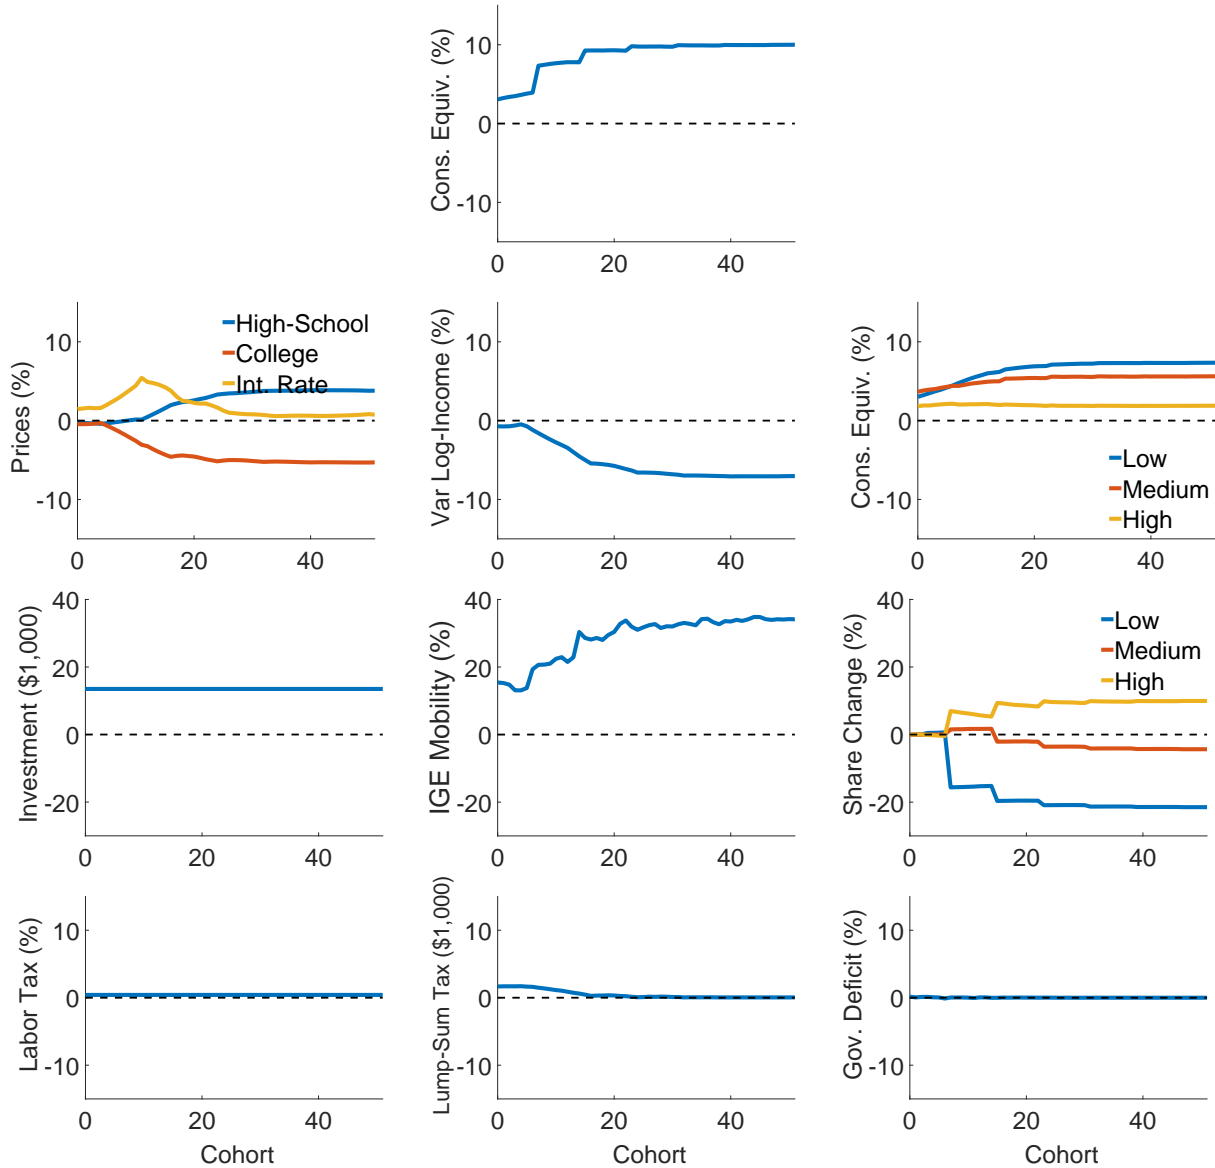 Cons. Equiv. (%)
10
0
-10
0 20 40
Prices (%)
10
0
-10
0 20 40
High-School
College
Int. Rate
Var Log-Income (%)
10
0
-10
0 20 40
Cons. Equiv. (%)
10
0
-10
0 20 40
Low
Medium
High
Investment ($1,000)
40
20
0
-20
0 20 40
IGE Mobility (%)
40
20
0
-20
0 20 40
Share Change (%)
40
20
0
-20
0 20 40
Low
Medium
High
Labor Tax (%)
10
0
-10
0 20 40
Cohort
Lump-Sum Tax ($1,000)
10
0
-10
0 20 40
Cohort
Gov. Deficit (%)
10
0
-10
0 20 40
Cohort